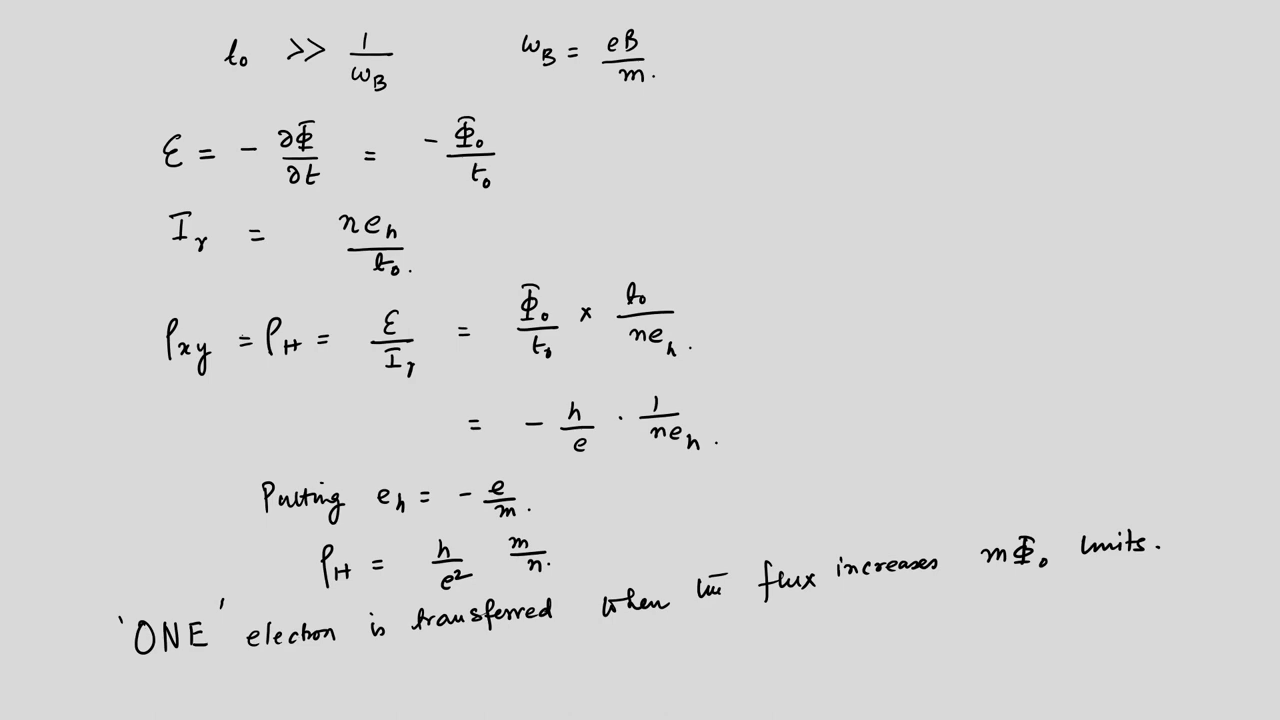 t₀ >> 1/ω_B    ω_B = eB/m.
ℰ = - ∂Φ/∂t = - Φ₀/t₀
I_r = ne_h/t₀.
ρ_xy = ρ_H = ℰ/I_r = Φ₀/t₀ × t₀/ne_h.
= - h/e · 1/ne_h.
Putting e_h = - e/m.
ρ_H = h/e² m/n.
'ONE' electron is transferred when the flux increases mΦ₀ units.